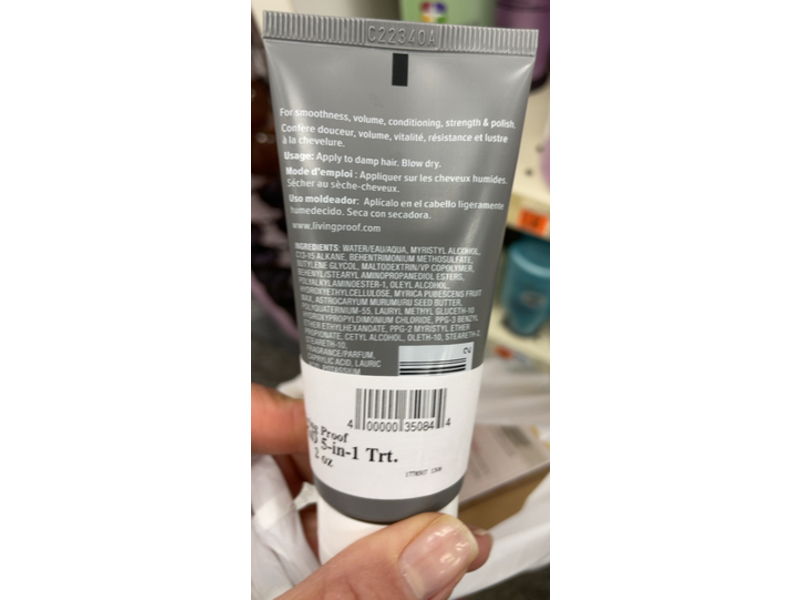 C22340A
For smoothness, volume, conditioning, strength & polish.
Confère douceur, volume, vitalité, résistance et lustre
à la chevelure.
Usage: Apply to damp hair. Blow dry.
Mode d'emploi : Appliquer sur les cheveux humides.
Sécher au sèche-cheveux.
Uso moldeador: Aplícalo en el cabello ligeramente
humedecido. Seca con secadora.
www.livingproof.com
INGREDIENTS: WATER/EAU/AQUA, MYRISTYL ALCOHOL,
C13-15 ALKANE, BEHENTRIMONIUM METHOSULFATE,
BUTYLENE GLYCOL, MALTODEXTRIN/VP COPOLYMER,
BEHENYL/STEARYL AMINOPROPANEDIOL ESTERS,
POLYALKYLAMINOESTER-1, OLEYL ALCOHOL,
HYDROXYETHYLCELLULOSE, MYRICA PUBESCENS FRUIT
WAX, ASTROCARYUM MURUMURU SEED BUTTER,
POLYQUATERNIUM-55, LAURYL METHYL GLUCETH-10
HYDROXYPROPYLDIMONIUM CHLORIDE, PPG-3 BENZYL
ETHER ETHYLHEXANOATE, PPG-2 MYRISTYL ETHER
PROPIONATE, CETYL ALCOHOL, OLETH-10, STEARETH-2,
STEARETH-10,
FRAGRANCE/PARFUM,
CAPRYLIC ACID, LAURIC
ACID, POTASSIUM
4 00000 35084 4
Proof
5-in-1 Trt.
2 oz